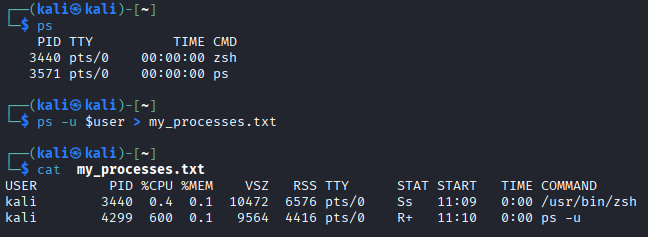 ┌──(kali㉿kali)-[~]
└─$ ps
    PID TTY          TIME CMD
   3440 pts/0    00:00:00 zsh
   3571 pts/0    00:00:00 ps
┌──(kali㉿kali)-[~]
└─$ ps -u $user > my_processes.txt
┌──(kali㉿kali)-[~]
└─$ cat  my_processes.txt
USER         PID %CPU %MEM    VSZ   RSS TTY      STAT START   TIME COMMAND
kali        3440  0.4  0.1  10472  6576 pts/0    Ss   11:09   0:00 /usr/bin/zsh
kali        4299  600  0.1   9564  4416 pts/0    R+   11:10   0:00 ps -u